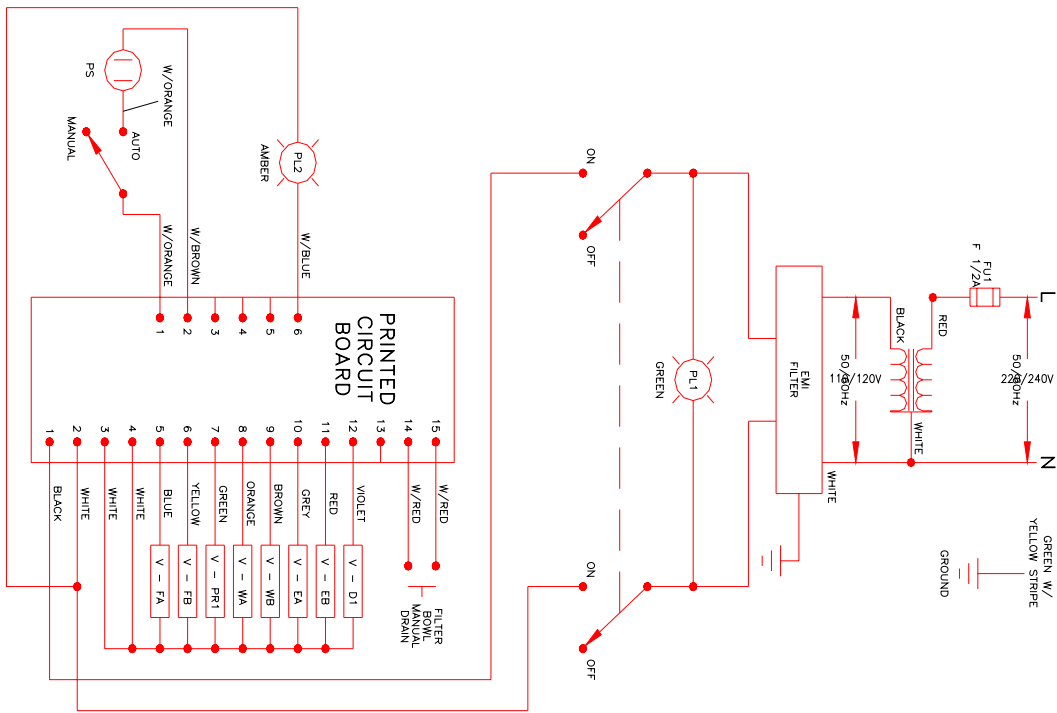 L
N
FU1
F 1/2A
220/240V
50/60Hz
RED
BLACK
WHITE
110/120V
50/60Hz
WHITE
GREEN W/
YELLOW STRIPE
GROUND
EMI
FILTER
PL1
GREEN
ON
OFF
ON
OFF
PS
W/ORANGE
AUTO
MANUAL
PL2
AMBER
W/ORANGE
W/BROWN
W/BLUE
1
2
3
4
5
6
PRINTED
CIRCUIT
BOARD
1
2
3
4
5
6
7
8
9
10
11
12
13
14
15
BLACK
WHITE
WHITE
WHITE
BLUE
YELLOW
GREEN
ORANGE
BROWN
GREY
RED
VIOLET
W/RED
W/RED
V – FA
V – FB
V – PR1
V – WA
V – WB
V – EA
V – EB
V – D1
FILTER
BOWL
MANUAL
DRAIN